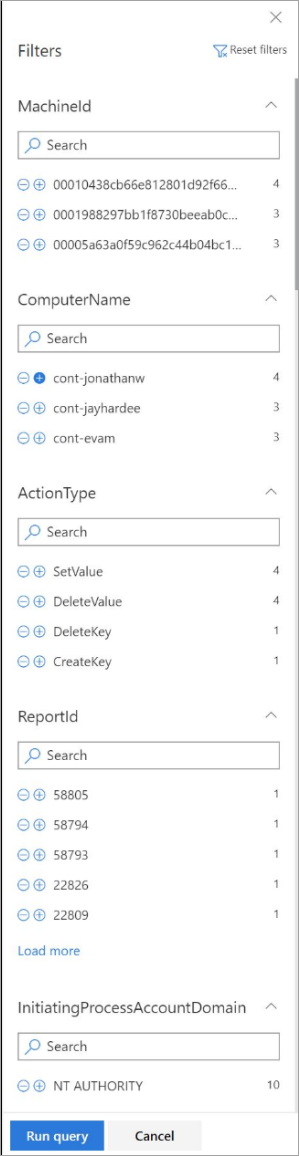 Filters
Reset filters
MachineId
Search
00010438cb66e812801d92f66... 4
0001988297bb1f8730beeab0c... 3
00005a63a0f59c962c44b04bc1... 3
ComputerName
Search
cont-jonathanw 4
cont-jayhardee 3
cont-evam 3
ActionType
Search
SetValue 4
DeleteValue 4
DeleteKey 1
CreateKey 1
ReportId
Search
58805 1
58794 1
58793 1
22826 1
22809 1
Load more
InitiatingProcessAccountDomain
Search
NT AUTHORITY 10
Run query Cancel